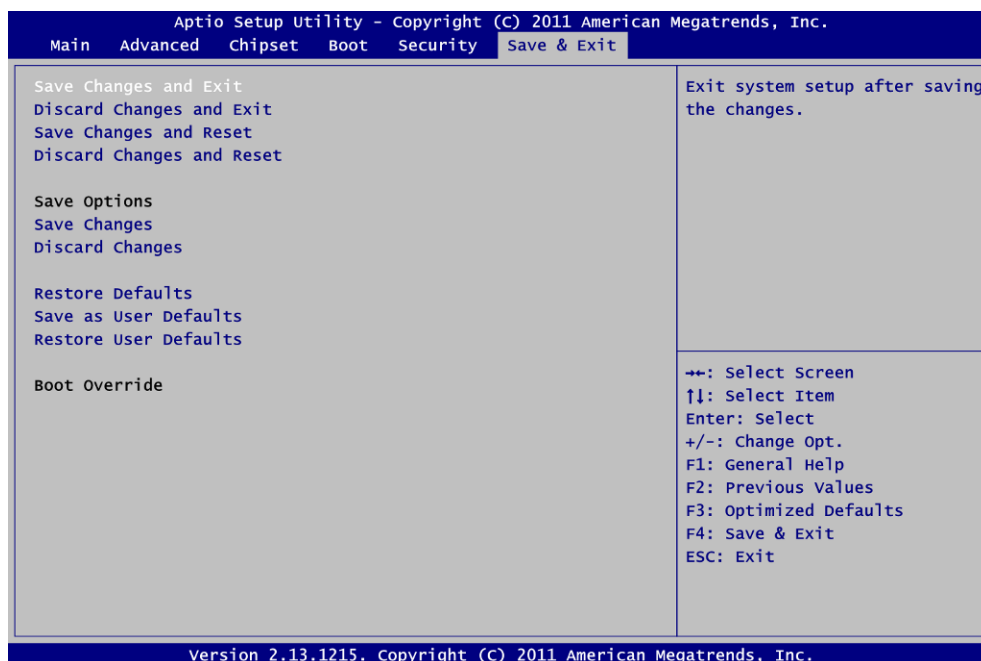 Aptio Setup Utility - Copyright (C) 2011 American Megatrends, Inc.
Main Advanced Chipset Boot Security Save & Exit
Save Changes and Exit
Discard Changes and Exit
Save Changes and Reset
Discard Changes and Reset
Save Options
Save Changes
Discard Changes
Restore Defaults
Save as User Defaults
Restore User Defaults
Boot Override
Exit system setup after saving
the changes.
→←: Select Screen
↑↓: Select Item
Enter: Select
+/-: Change Opt.
F1: General Help
F2: Previous Values
F3: Optimized Defaults
F4: Save & Exit
ESC: Exit
Version 2.13.1215. Copyright (C) 2011 American Megatrends, Inc.